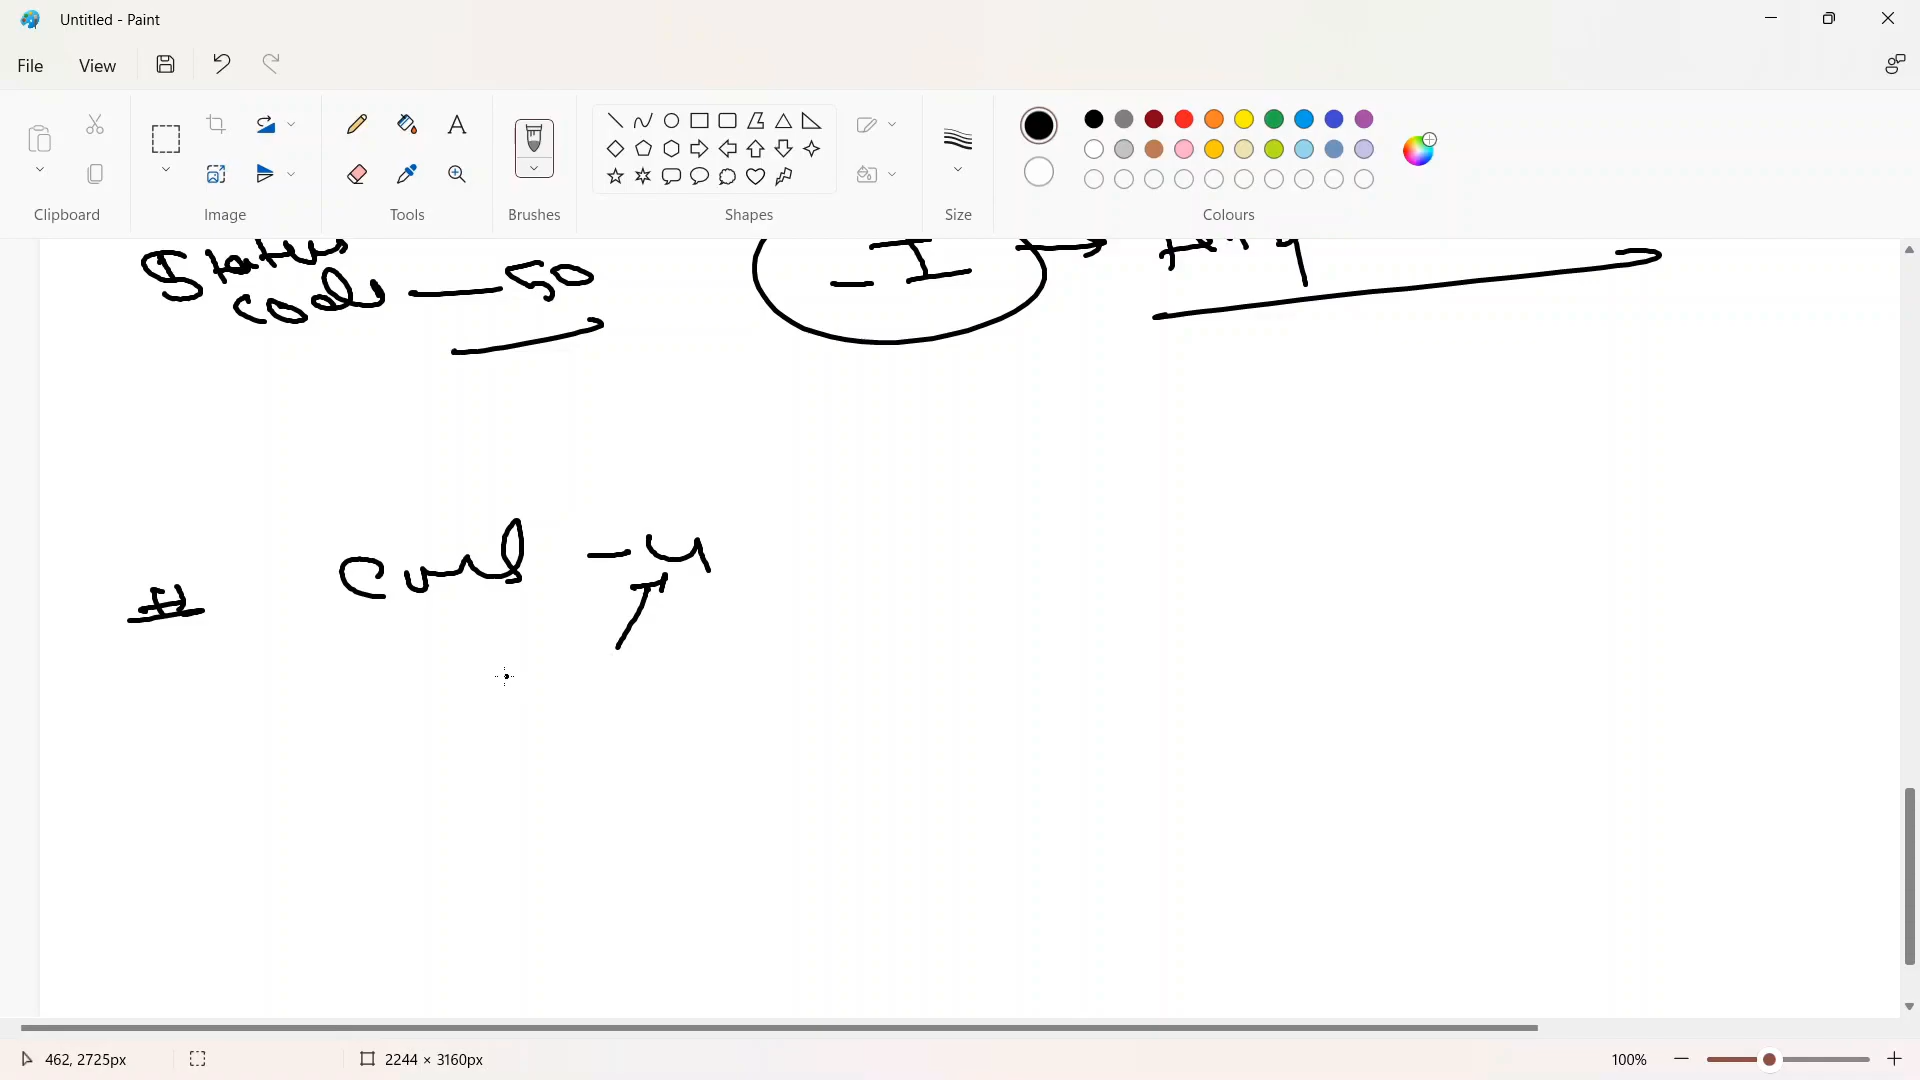 Untitled - Paint
File View
Clipboard Image Tools Brushes Shapes Size Colours
Status
code — 50
- I →
# curl - u
462, 2725px 2244 × 3160px 100%